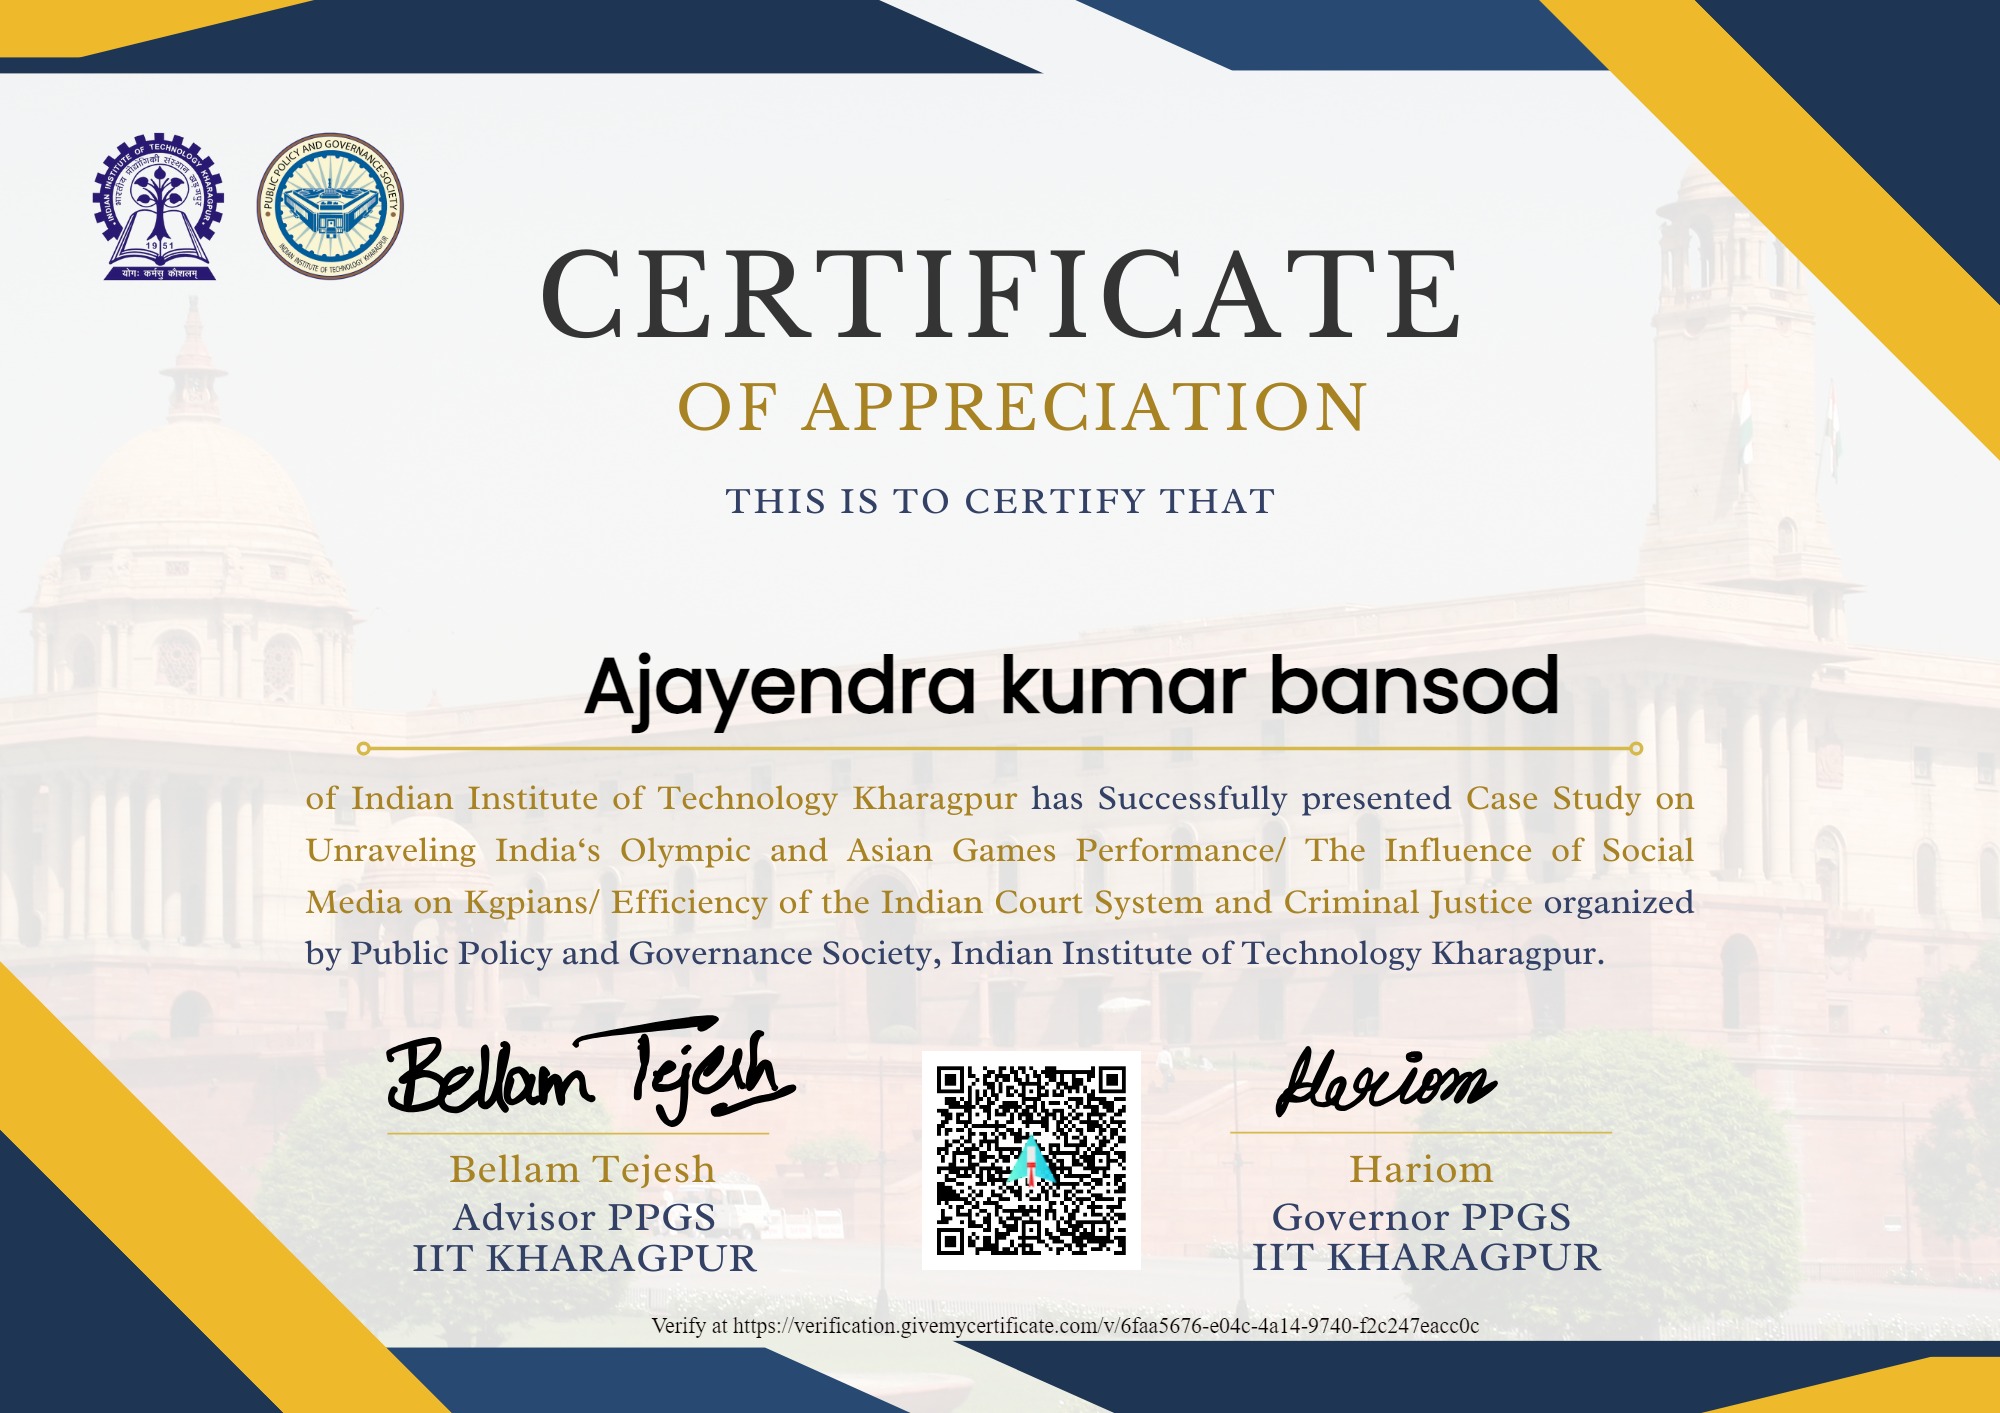 INDIAN INSTITUTE OF TECHNOLOGY KHARAGPUR
भारतीय प्रौद्योगिकी संस्थान खड़गपुर
1951
योगः कर्मसु कौशलम्
PUBLIC POLICY AND GOVERNANCE SOCIETY
INDIAN INSTITUTE OF TECHNOLOGY KHARAGPUR
CERTIFICATE
OF APPRECIATION
THIS IS TO CERTIFY THAT
Ajayendra kumar bansod
of Indian Institute of Technology Kharagpur has Successfully presented Case Study on
Unraveling India‘s Olympic and Asian Games Performance/ The Influence of Social
Media on Kgpians/ Efficiency of the Indian Court System and Criminal Justice organized
by Public Policy and Governance Society, Indian Institute of Technology Kharagpur.
Bellam Tejesh
Hariom
Bellam Tejesh
Advisor PPGS
IIT KHARAGPUR
Hariom
Governor PPGS
IIT KHARAGPUR
Verify at https://verification.givemycertificate.com/v/6faa5676-e04c-4a14-9740-f2c247eacc0c